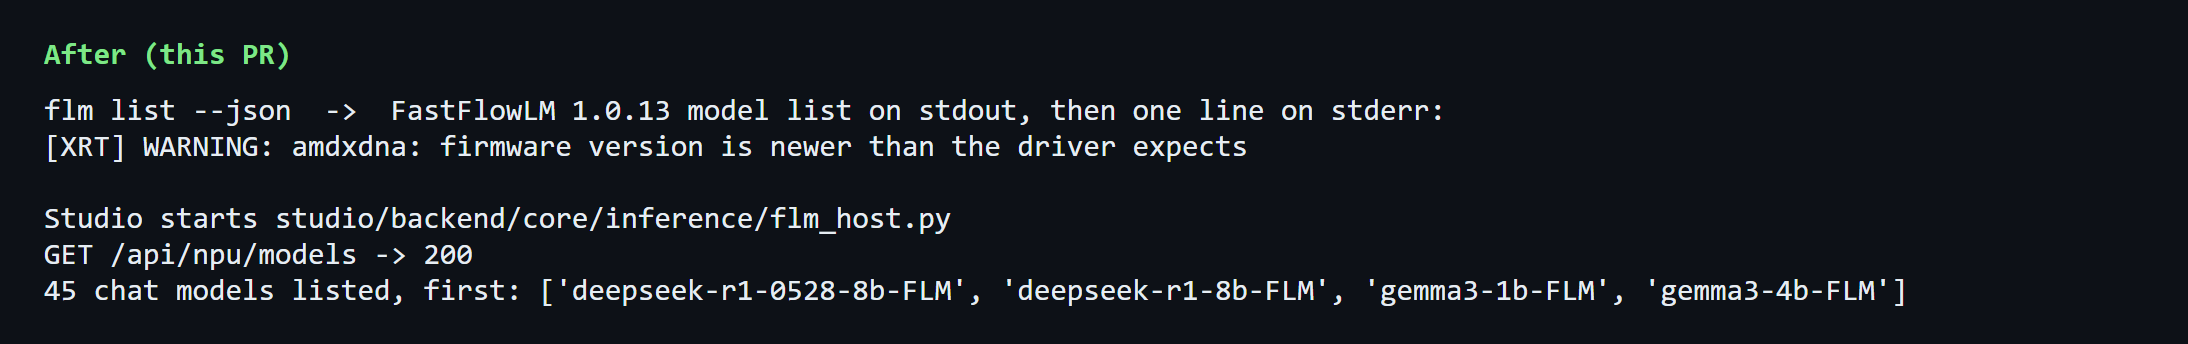 After (this PR)
flm list --json  ->  FastFlowLM 1.0.13 model list on stdout, then one line on stderr:
[XRT] WARNING: amdxdna: firmware version is newer than the driver expects
Studio starts studio/backend/core/inference/flm_host.py
GET /api/npu/models -> 200
45 chat models listed, first: ['deepseek-r1-0528-8b-FLM', 'deepseek-r1-8b-FLM', 'gemma3-1b-FLM', 'gemma3-4b-FLM']